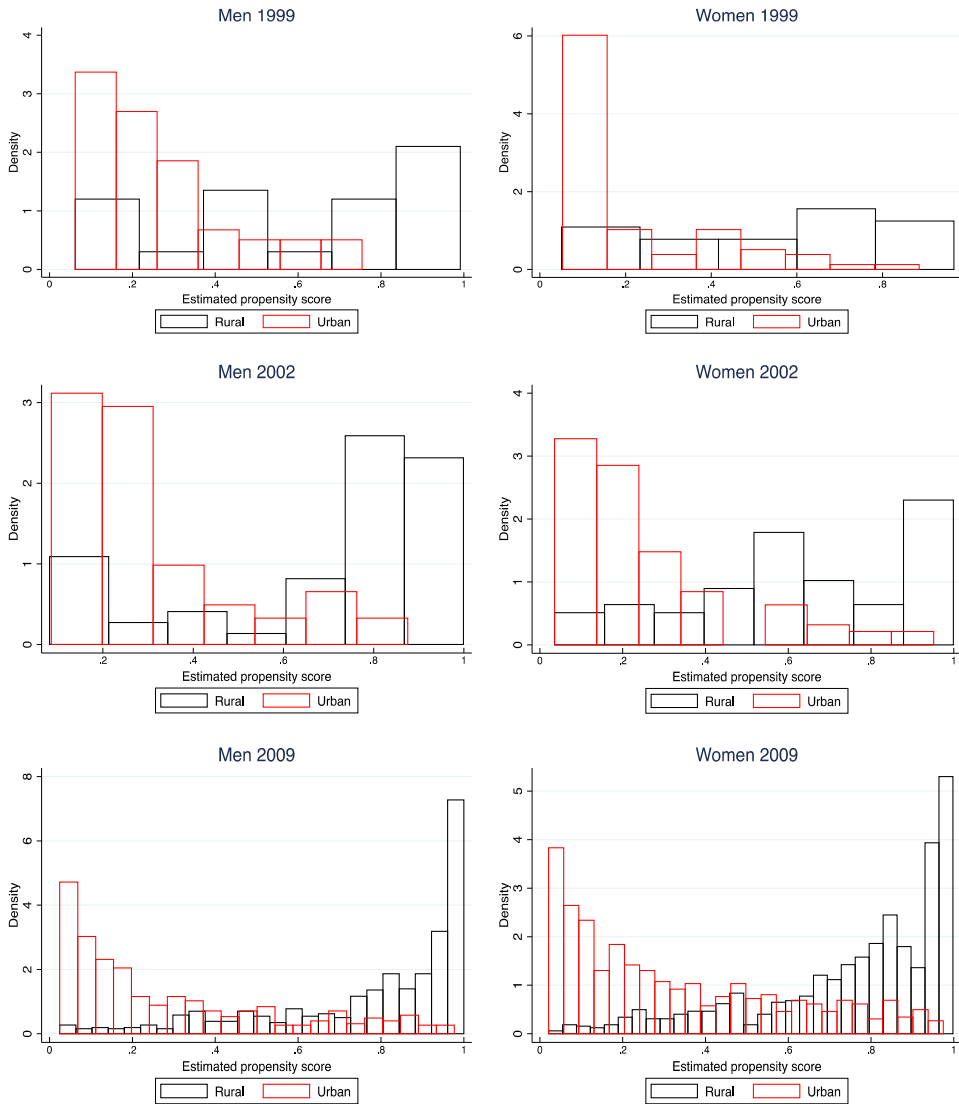 Men 1999
4
3
2
1
0
Density
0 .2 .4 .6 .8 1
Estimated propensity score
Rural Urban
Women 1999
6
4
2
0
Density
0 .2 .4 .6 .8
Estimated propensity score
Rural Urban
Men 2002
3
2
1
0
Density
.2 .4 .6 .8 1
Estimated propensity score
Rural Urban
Women 2002
4
3
2
1
0
Density
0 .2 .4 .6 .8 1
Estimated propensity score
Rural Urban
Men 2009
8
6
4
2
0
Density
0 .2 .4 .6 .8 1
Estimated propensity score
Rural Urban
Women 2009
5
4
3
2
1
0
Density
0 .2 .4 .6 .8 1
Estimated propensity score
Rural Urban